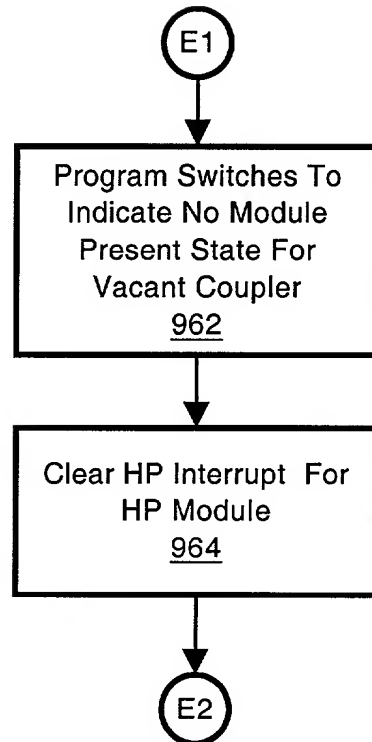 E1
Program Switches To
Indicate No Module
Present State For
Vacant Coupler
962
Clear HP Interrupt For
HP Module
964
E2